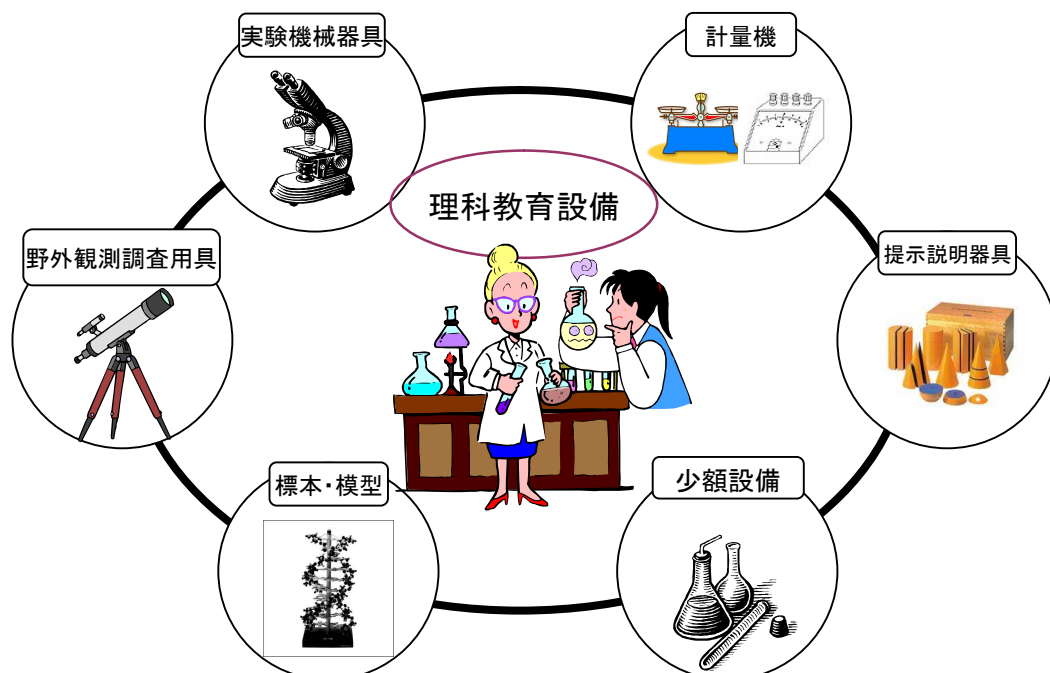 実験機械器具
計量機
理科教育設備
野外観測調査用具
提示説明器具
標本・模型
少額設備